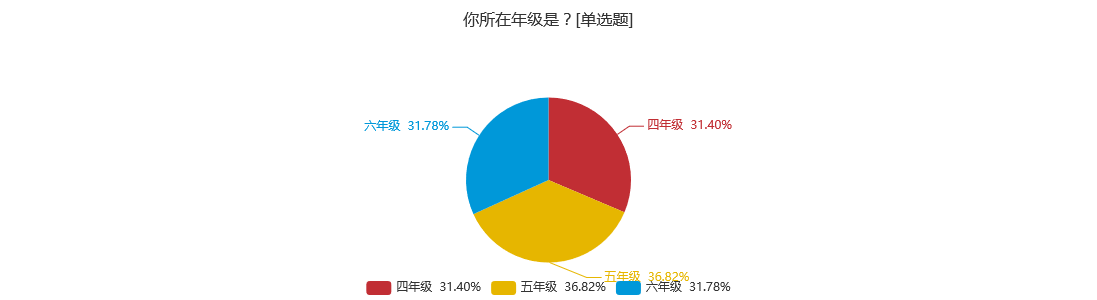 你所在年级是？[单选题]
六年级 31.78%
四年级 31.40%
五年级 36.82%
四年级 31.40% 五年级 36.82% 六年级 31.78%